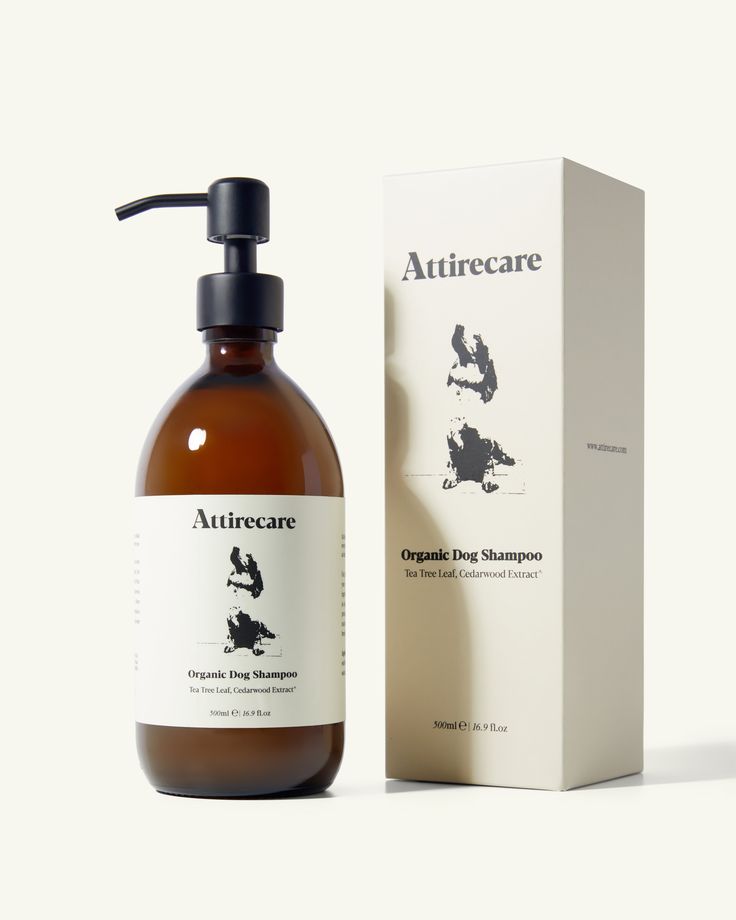 Attirecare
Organic Dog Shampoo
Tea Tree Leaf, Cedarwood Extract^
500ml ℮ | 16.9 fl.oz
Attirecare
Organic Dog Shampoo
Tea Tree Leaf, Cedarwood Extract^
500ml ℮ | 16.9 fl.oz
www.attirecare.com